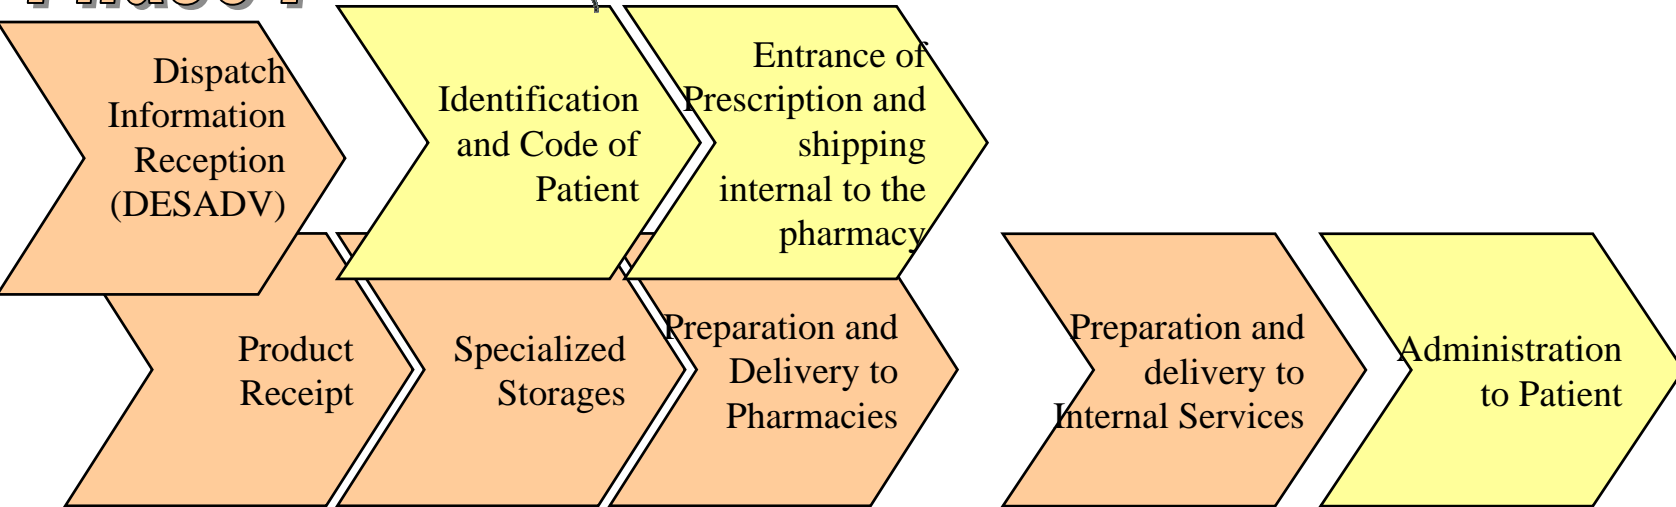 Dispatch
Information
Reception
(DESADV)
Identification
and Code of
Patient
Entrance of
Prescription and
shipping
internal to the
pharmacy
Product
Receipt
Specialized
Storages
Preparation and
Delivery to
Pharmacies
Preparation and
delivery to
Internal Services
Administration
to Patient